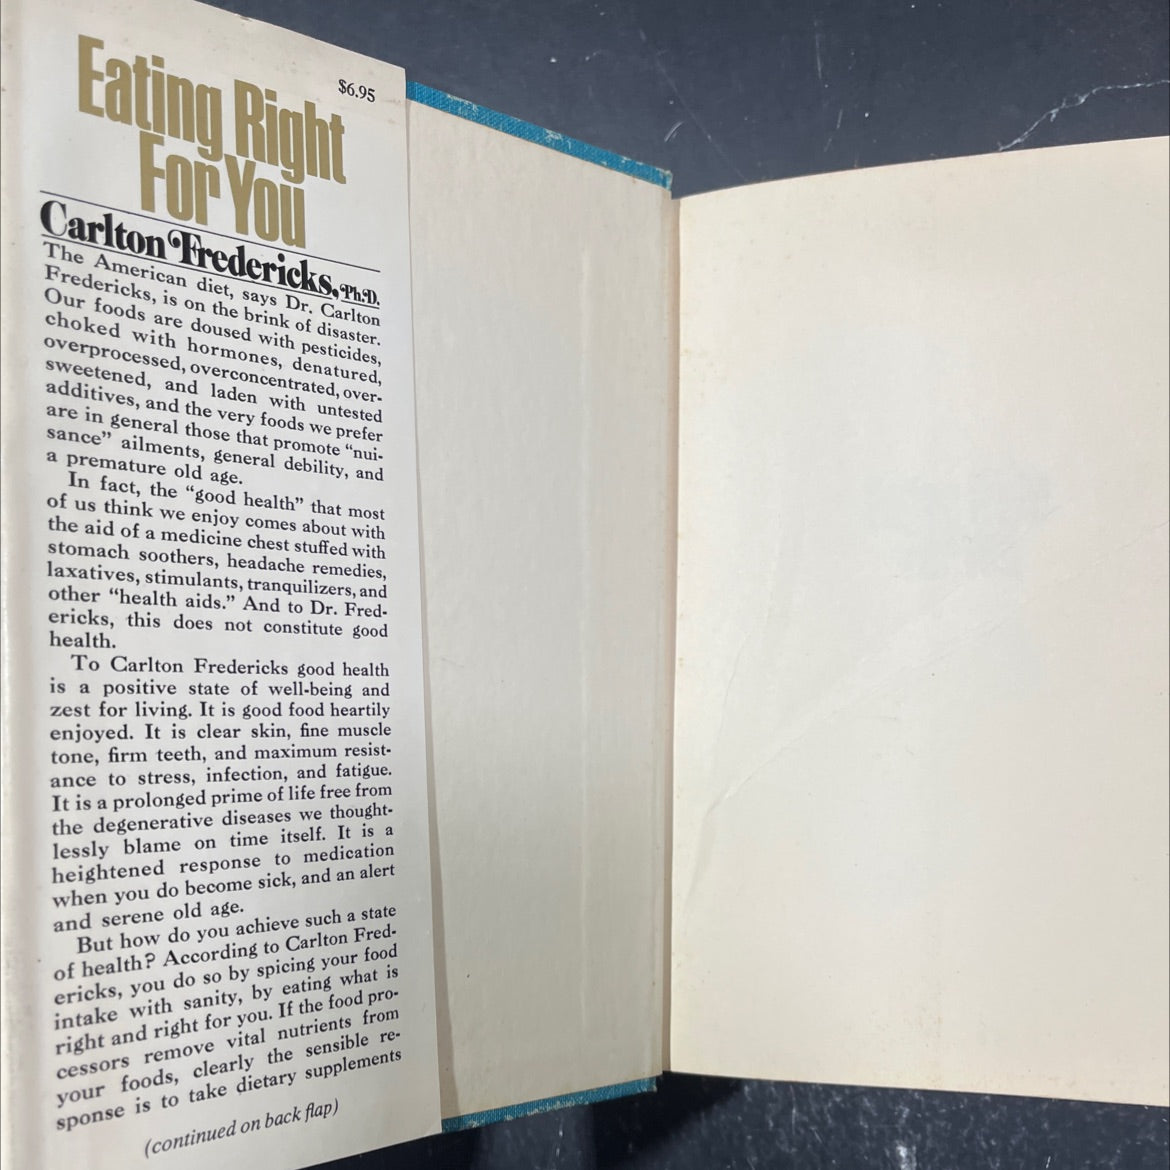 $6.95
Eating Right
For You
Carlton Fredericks, Ph.D.
The American diet, says Dr. Carlton
Fredericks, is on the brink of disaster.
Our foods are doused with pesticides,
choked with hormones, denatured,
overprocessed, overconcentrated, over-
sweetened, and laden with untested
additives, and the very foods we prefer
are in general those that promote “nui-
sance” ailments, general debility, and
a premature old age.
In fact, the “good health” that most
of us think we enjoy comes about with
the aid of a medicine chest stuffed with
stomach soothers, headache remedies,
laxatives, stimulants, tranquilizers, and
other “health aids.” And to Dr. Fred-
ericks, this does not constitute good
health.
To Carlton Fredericks good health
is a positive state of well-being and
zest for living. It is good food heartily
enjoyed. It is clear skin, fine muscle
tone, firm teeth, and maximum resist-
ance to stress, infection, and fatigue.
It is a prolonged prime of life free from
the degenerative diseases we thought-
lessly blame on time itself. It is a
heightened response to medication
when you do become sick, and an alert
and serene old age.
But how do you achieve such a state
of health? According to Carlton Fred-
ericks, you do so by spicing your food
intake with sanity, by eating what is
right and right for you. If the food pro-
cessors remove vital nutrients from
your foods, clearly the sensible re-
sponse is to take dietary supplements
(continued on back flap)